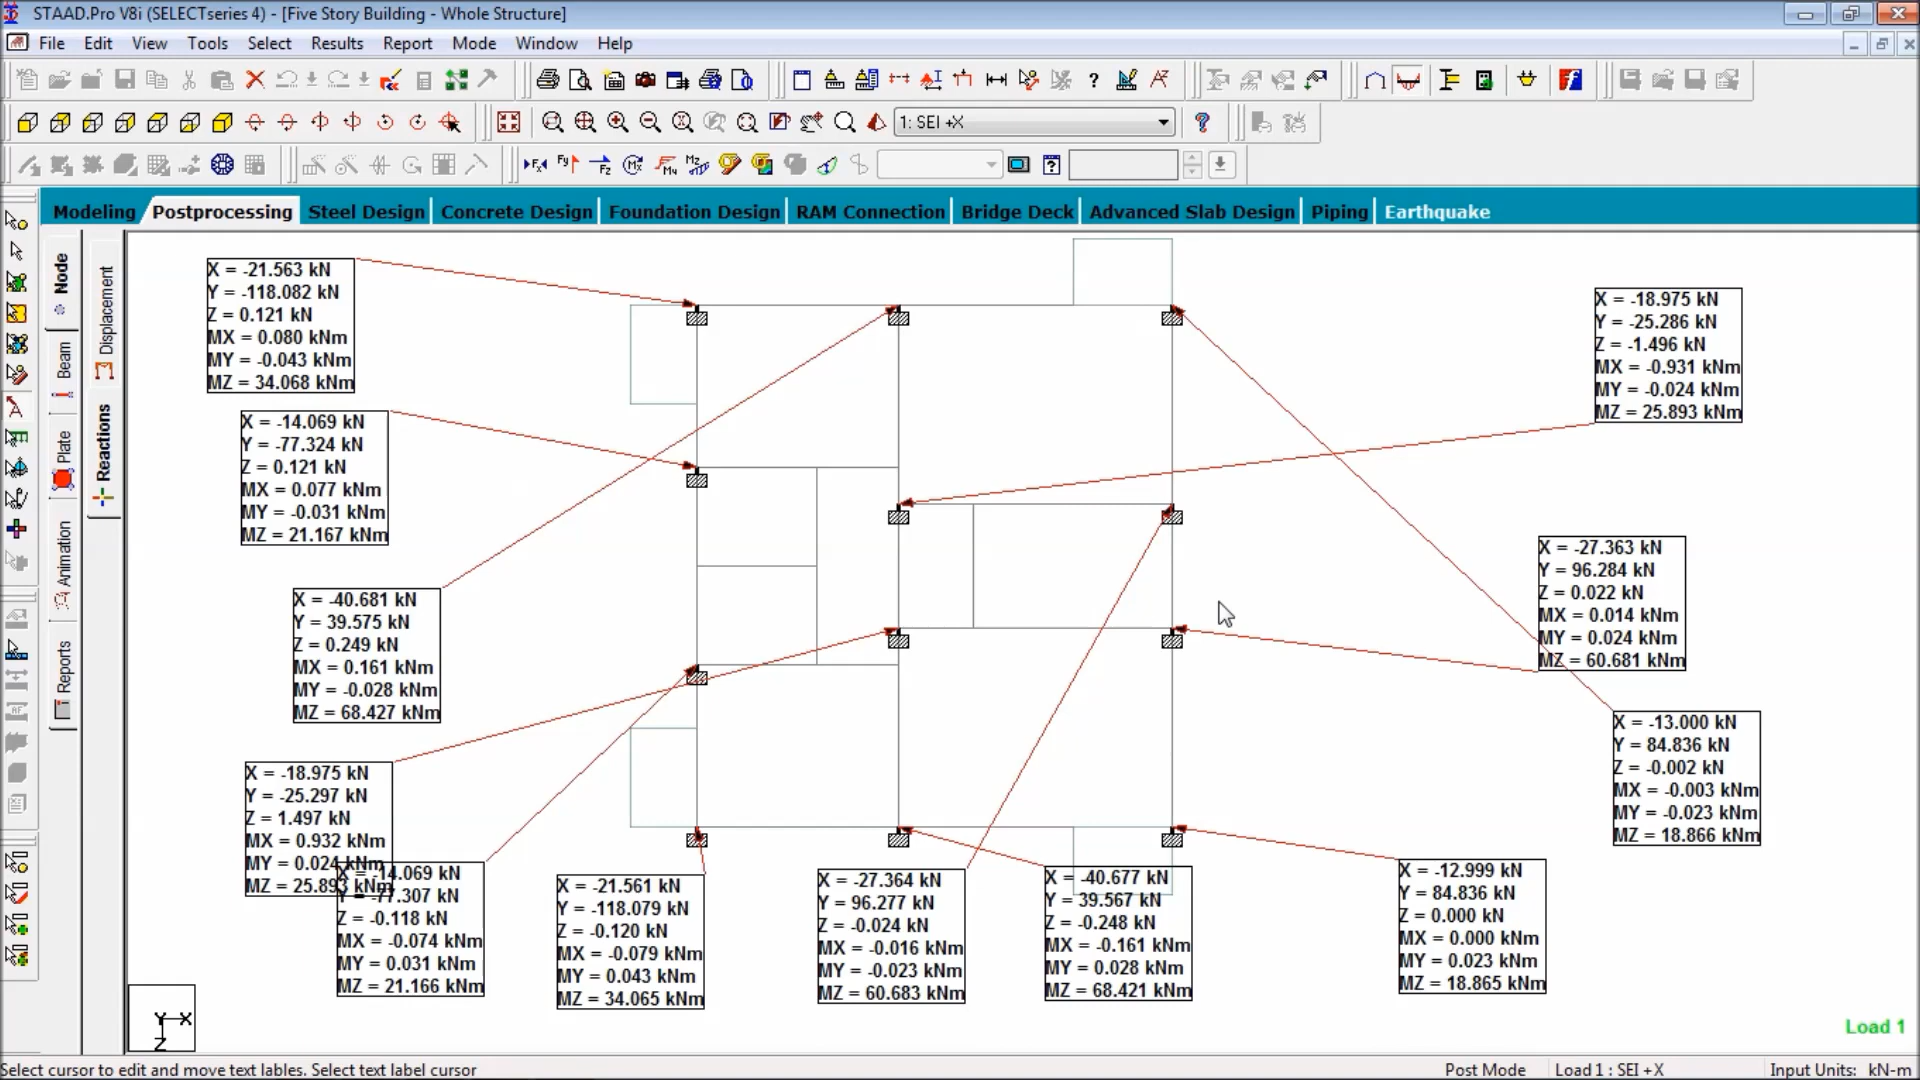 STAAD.Pro V8i (SELECTseries 4) - [Five Story Building - Whole Structure]
File Edit View Tools Select Results Report Mode Window Help
1: SEI +X
Modeling Postprocessing Steel Design Concrete Design Foundation Design RAM Connection Bridge Deck Advanced Slab Design Piping Earthquake
Node
Beam
Plate
Animation
Reports
Displacement
Reactions
X = -21.563 kN
Y = -118.082 kN
Z = 0.121 kN
MX = 0.080 kNm
MY = -0.043 kNm
MZ = 34.068 kNm
X = -14.069 kN
Y = -77.324 kN
Z = 0.121 kN
MX = 0.077 kNm
MY = -0.031 kNm
MZ = 21.167 kNm
X = -40.681 kN
Y = 39.575 kN
Z = 0.249 kN
MX = 0.161 kNm
MY = -0.028 kNm
MZ = 68.427 kNm
X = -18.975 kN
Y = -25.297 kN
Z = 1.497 kN
MX = 0.932 kNm
MY = 0.024 kNm
MZ = 25.893 kNm
X = -14.069 kN
Y = -77.307 kN
Z = -0.118 kN
MX = -0.074 kNm
MY = 0.031 kNm
MZ = 21.166 kNm
X = -21.561 kN
Y = -118.079 kN
Z = -0.120 kN
MX = -0.079 kNm
MY = 0.043 kNm
MZ = 34.065 kNm
X = -27.364 kN
Y = 96.277 kN
Z = -0.024 kN
MX = -0.016 kNm
MY = -0.023 kNm
MZ = 60.683 kNm
X = -40.677 kN
Y = 39.567 kN
Z = -0.248 kN
MX = -0.161 kNm
MY = 0.028 kNm
MZ = 68.421 kNm
X = -18.975 kN
Y = -25.286 kN
Z = -1.496 kN
MX = -0.931 kNm
MY = -0.024 kNm
MZ = 25.893 kNm
X = -27.363 kN
Y = 96.284 kN
Z = 0.022 kN
MX = 0.014 kNm
MY = 0.024 kNm
MZ = 60.681 kNm
X = -13.000 kN
Y = 84.836 kN
Z = -0.002 kN
MX = -0.003 kNm
MY = -0.023 kNm
MZ = 18.866 kNm
X = -12.999 kN
Y = 84.836 kN
Z = 0.000 kN
MX = 0.000 kNm
MY = 0.023 kNm
MZ = 18.865 kNm
Y X
Z
Load 1
Select cursor to edit and move text lables. Select text label cursor Post Mode Load 1 : SEI +X Input Units: kN-m